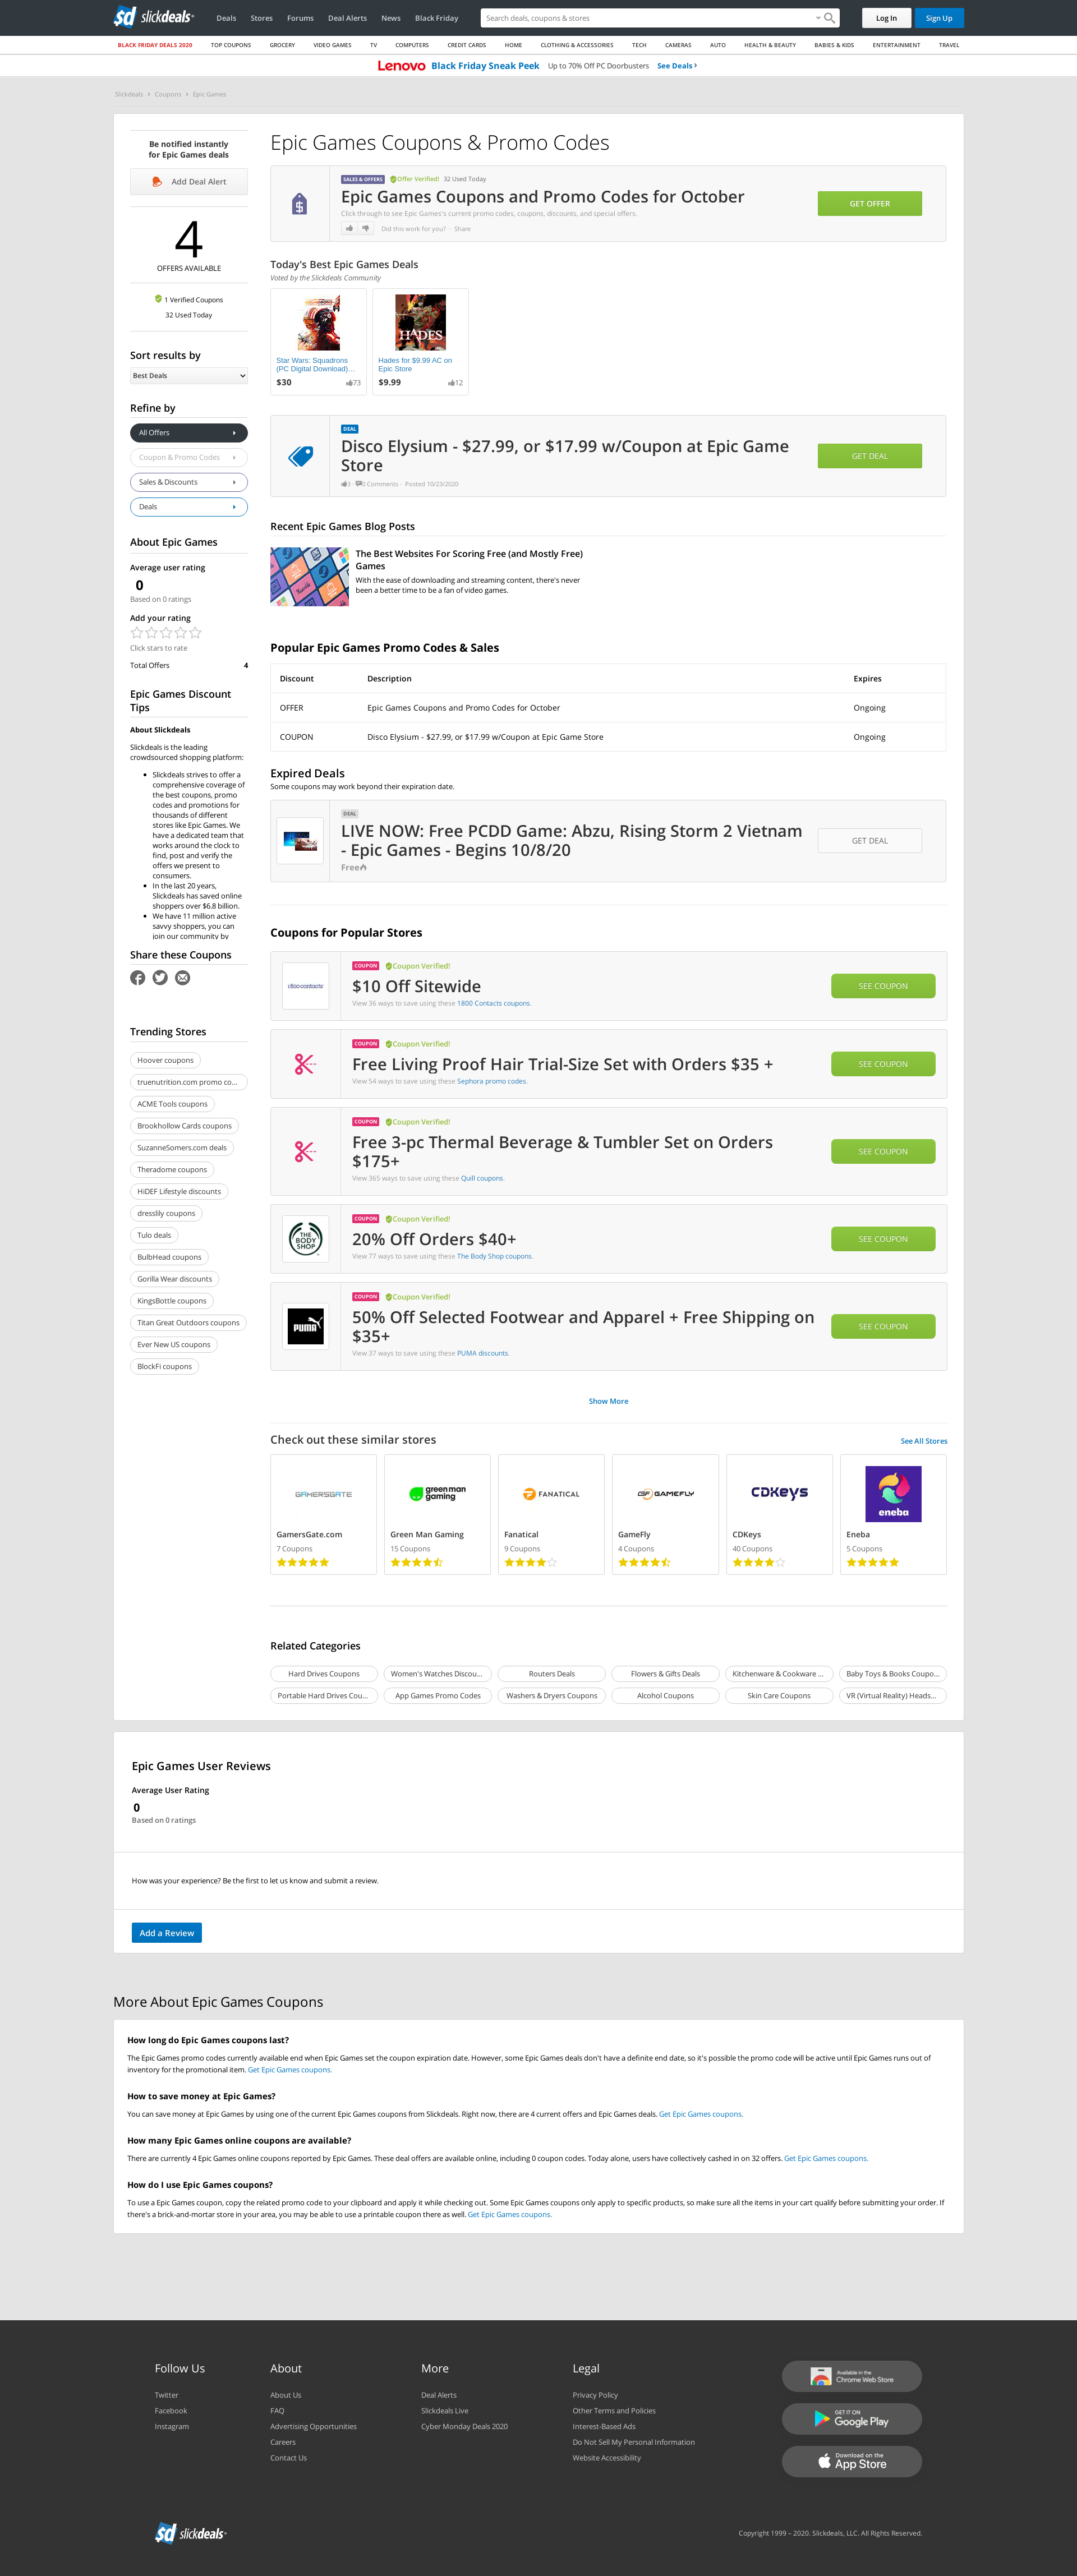 slickdeals
Deals
Stores
Forums
Deal Alerts
News
Black Friday
Search deals, coupons & stores
Log In
Sign Up
BLACK FRIDAY DEALS 2020
TOP COUPONS
GROCERY
VIDEO GAMES
TV
COMPUTERS
CREDIT CARDS
HOME
CLOTHING & ACCESSORIES
TECH
CAMERAS
AUTO
HEALTH & BEAUTY
BABIES & KIDS
ENTERTAINMENT
TRAVEL
Lenovo Black Friday Sneak Peek Up to 70% Off PC Doorbusters See Deals
Slickdeals › Coupons › Epic Games
Be notified instantly
for Epic Games deals
Add Deal Alert
4
OFFERS AVAILABLE
1 Verified Coupons
32 Used Today
Sort results by
Best Deals
Refine by
All Offers
Coupon & Promo Codes
Sales & Discounts
Deals
About Epic Games
Average user rating
0
Based on 0 ratings
Add your rating
Click stars to rate
Total Offers 4
Epic Games Discount
Tips
About Slickdeals
Slickdeals is the leading
crowdsourced shopping platform:
• Slickdeals strives to offer a
comprehensive coverage of
the best coupons, promo
codes and promotions for
thousands of different
stores like Epic Games. We
have a dedicated team that
works around the clock to
find, post and verify the
offers we present to
consumers.
• In the last 20 years,
Slickdeals has saved online
shoppers over $6.8 billion.
• We have 11 million active
savvy shoppers, you can
join our community by
Share these Coupons
Trending Stores
Hoover coupons
truenutrition.com promo co...
ACME Tools coupons
Brookhollow Cards coupons
SuzanneSomers.com deals
Theradome coupons
HiDEF Lifestyle discounts
dresslily coupons
Tulo deals
BulbHead coupons
Gorilla Wear discounts
KingsBottle coupons
Titan Great Outdoors coupons
Ever New US coupons
BlockFi coupons
Epic Games Coupons & Promo Codes
SALES & OFFERS Offer Verified! 32 Used Today
Epic Games Coupons and Promo Codes for October
Click through to see Epic Games's current promo codes, coupons, discounts, and special offers.
Did this work for you? · Share
GET OFFER
Today's Best Epic Games Deals
Voted by the Slickdeals Community
Star Wars: Squadrons
(PC Digital Download)...
$30 73
HADES
Hades for $9.99 AC on
Epic Store
$9.99 12
DEAL
Disco Elysium - $27.99, or $17.99 w/Coupon at Epic Game
Store
3 · 0 Comments · Posted 10/23/2020
GET DEAL
Recent Epic Games Blog Posts
The Best Websites For Scoring Free (and Mostly Free)
Games
With the ease of downloading and streaming content, there's never
been a better time to be a fan of video games.
Popular Epic Games Promo Codes & Sales
Discount Description Expires
OFFER Epic Games Coupons and Promo Codes for October Ongoing
COUPON Disco Elysium - $27.99, or $17.99 w/Coupon at Epic Game Store Ongoing
Expired Deals
Some coupons may work beyond their expiration date.
DEAL
LIVE NOW: Free PCDD Game: Abzu, Rising Storm 2 Vietnam
- Epic Games - Begins 10/8/20
Free
GET DEAL
Coupons for Popular Stores
1800contacts
COUPON Coupon Verified!
$10 Off Sitewide
View 36 ways to save using these 1800 Contacts coupons.
SEE COUPON
COUPON Coupon Verified!
Free Living Proof Hair Trial-Size Set with Orders $35 +
View 54 ways to save using these Sephora promo codes.
SEE COUPON
COUPON Coupon Verified!
Free 3-pc Thermal Beverage & Tumbler Set on Orders
$175+
View 365 ways to save using these Quill coupons.
SEE COUPON
THE BODY SHOP
COUPON Coupon Verified!
20% Off Orders $40+
View 77 ways to save using these The Body Shop coupons.
SEE COUPON
PUMA
COUPON Coupon Verified!
50% Off Selected Footwear and Apparel + Free Shipping on
$35+
View 37 ways to save using these PUMA discounts.
SEE COUPON
Show More
Check out these similar stores
See All Stores
GAMERSGATE
GamersGate.com
7 Coupons
green man gaming
Green Man Gaming
15 Coupons
FANATICAL
Fanatical
9 Coupons
GAMEFLY
GameFly
4 Coupons
CDKeys
CDKeys
40 Coupons
eneba
Eneba
5 Coupons
Related Categories
Hard Drives Coupons
Women's Watches Discou...
Routers Deals
Flowers & Gifts Deals
Kitchenware & Cookware ...
Baby Toys & Books Coupo...
Portable Hard Drives Cou...
App Games Promo Codes
Washers & Dryers Coupons
Alcohol Coupons
Skin Care Coupons
VR (Virtual Reality) Heads...
Epic Games User Reviews
Average User Rating
0
Based on 0 ratings
How was your experience? Be the first to let us know and submit a review.
Add a Review
More About Epic Games Coupons
How long do Epic Games coupons last?
The Epic Games promo codes currently available end when Epic Games set the coupon expiration date. However, some Epic Games deals don't have a definite end date, so it's possible the promo code will be active until Epic Games runs out of
inventory for the promotional item. Get Epic Games coupons.
How to save money at Epic Games?
You can save money at Epic Games by using one of the current Epic Games coupons from Slickdeals. Right now, there are 4 current offers and Epic Games deals. Get Epic Games coupons.
How many Epic Games online coupons are available?
There are currently 4 Epic Games online coupons reported by Epic Games. These deal offers are available online, including 0 coupon codes. Today alone, users have collectively cashed in on 32 offers. Get Epic Games coupons.
How do I use Epic Games coupons?
To use a Epic Games coupon, copy the related promo code to your clipboard and apply it while checking out. Some Epic Games coupons only apply to specific products, so make sure all the items in your cart qualify before submitting your order. If
there's a brick-and-mortar store in your area, you may be able to use a printable coupon there as well. Get Epic Games coupons.
Follow Us
Twitter
Facebook
Instagram
About
About Us
FAQ
Advertising Opportunities
Careers
Contact Us
More
Deal Alerts
Slickdeals Live
Cyber Monday Deals 2020
Legal
Privacy Policy
Other Terms and Policies
Interest-Based Ads
Do Not Sell My Personal Information
Website Accessibility
Available in the
Chrome Web Store
GET IT ON
Google Play
Download on the
App Store
slickdeals
Copyright 1999 – 2020. Slickdeals, LLC. All Rights Reserved.